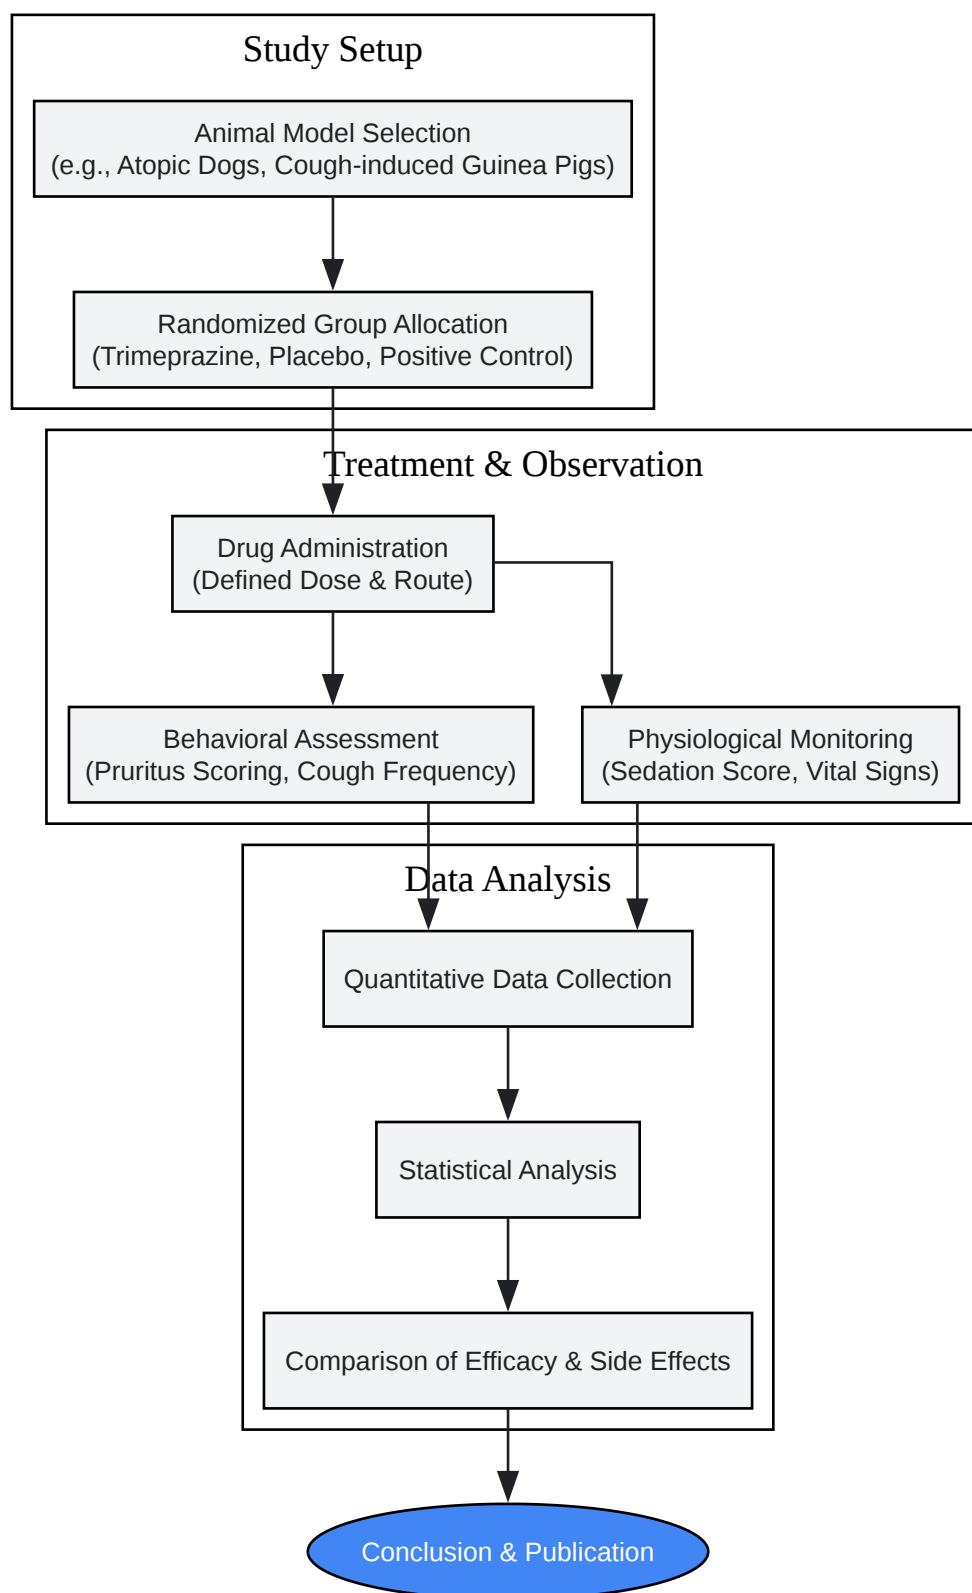 Study Setup
Animal Model Selection
(e.g., Atopic Dogs, Cough-induced Guinea Pigs)
Randomized Group Allocation
(Trimeprazine, Placebo, Positive Control)
Treatment & Observation
Drug Administration
(Defined Dose & Route)
Behavioral Assessment
(Pruritus Scoring, Cough Frequency)
Physiological Monitoring
(Sedation Score, Vital Signs)
Data Analysis
Quantitative Data Collection
Statistical Analysis
Comparison of Efficacy & Side Effects
Conclusion & Publication